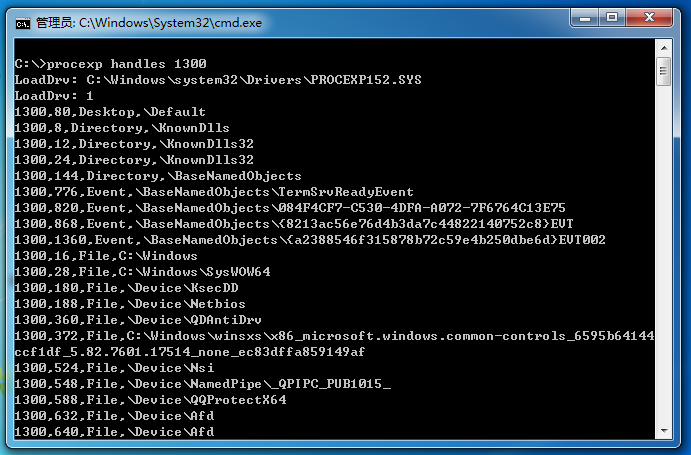 管理员: C:\Windows\System32\cmd.exe
C:\>procexp handles 1300
LoadDrv: C:\Windows\system32\Drivers\PROCEXP152.SYS
LoadDrv: 1
1300,80,Desktop,\Default
1300,8,Directory,\KnownDlls
1300,12,Directory,\KnownDlls32
1300,24,Directory,\KnownDlls32
1300,144,Directory,\BaseNamedObjects
1300,776,Event,\BaseNamedObjects\TermSrvReadyEvent
1300,820,Event,\BaseNamedObjects\084F4CF7-C530-4DFA-A072-7F6764C13E75
1300,868,Event,\BaseNamedObjects\{8213ac56e76d4b3da7c44822140752c8}EVT
1300,1360,Event,\BaseNamedObjects\{a2388546f315878b72c59e4b250dbe6d}EVT002
1300,16,File,C:\Windows
1300,28,File,C:\Windows\SysWOW64
1300,180,File,\Device\KsecDD
1300,188,File,\Device\Netbios
1300,360,File,\Device\QDAntiDrv
1300,372,File,C:\Windows\winsxs\x86_microsoft.windows.common-controls_6595b64144
ccf1df_5.82.7601.17514_none_ec83dffa859149af
1300,524,File,\Device\Nsi
1300,548,File,\Device\NamedPipe\_QPIPC_PUB1015_
1300,588,File,\Device\QQProtectX64
1300,632,File,\Device\Afd
1300,640,File,\Device\Afd